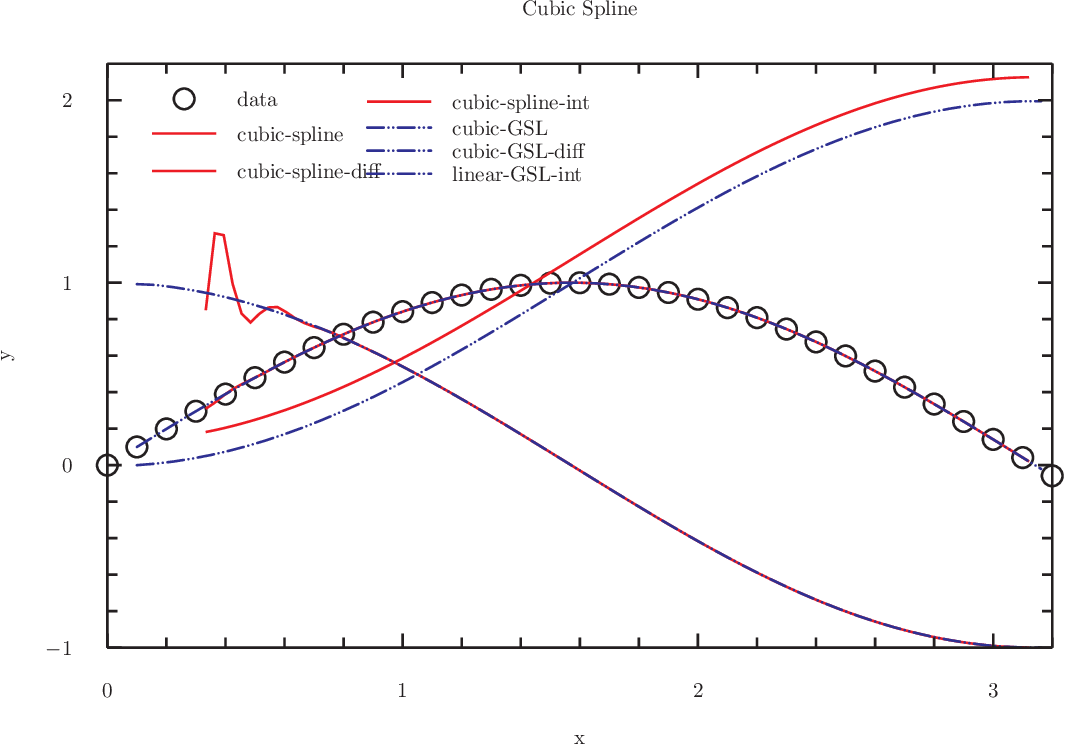 Cubic Spline
data
cubic-spline
cubic-spline-diff
cubic-spline-int
cubic-GSL
cubic-GSL-diff
linear-GSL-int
2
1
0
−1
y
0 1 2 3
x